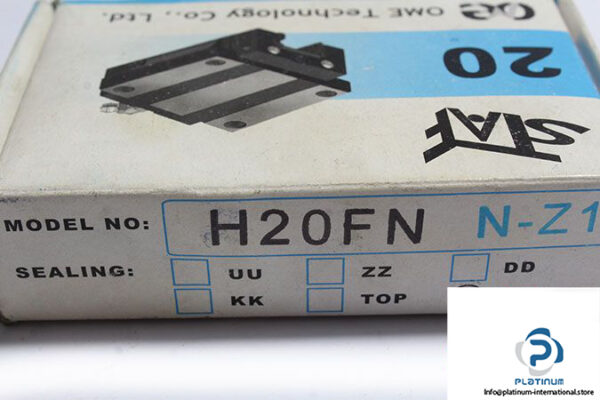 OME Technology Co., Ltd.
20
STAF
MODEL NO: H20FN N-Z1
SEALING: UU ZZ DD
KK TOP
PLATINUM
Info@platinum-international.store